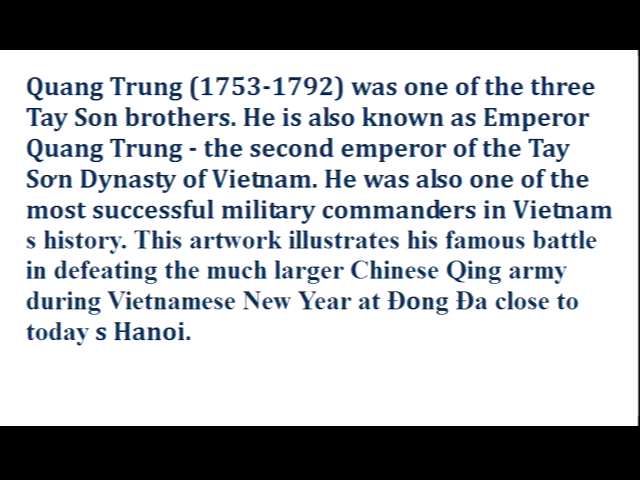 Quang Trung (1753-1792) was one of the three
Tay Son brothers. He is also known as Emperor
Quang Trung - the second emperor of the Tay
Sơn Dynasty of Vietnam. He was also one of the
most successful military commanders in Vietnam
s history. This artwork illustrates his famous battle
in defeating the much larger Chinese Qing army
during Vietnamese New Year at Đong Đa close to
today s Hanoi.